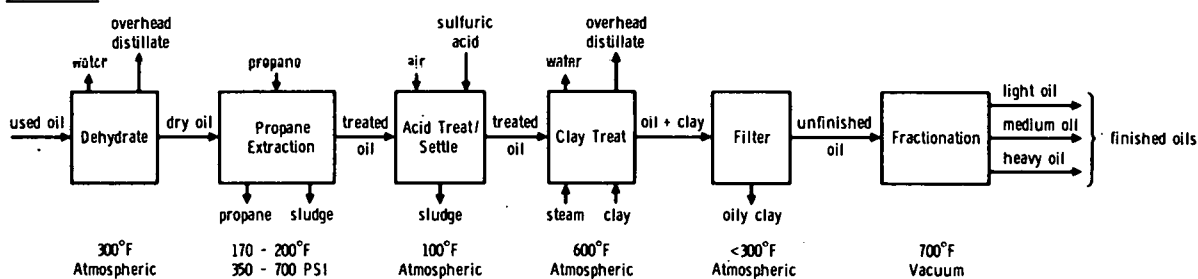 overhead
distillate
water
propane
air
sulfuric
acid
water
overhead
distillate
used oil
Dehydrate
dry oil
Propane
Extraction
treated
oil
Acid Treat/
Settle
treated
oil
Clay Treat
oil + clay
Filter
unfinished
oil
Fractionation
light oil
medium oil
heavy oil
finished oils
propane
sludge
sludge
steam
clay
oily clay
300°F
Atmospheric
170 - 200°F
350 - 700 PSI
100°F
Atmospheric
600°F
Atmospheric
<300°F
Atmospheric
700°F
Vacuum